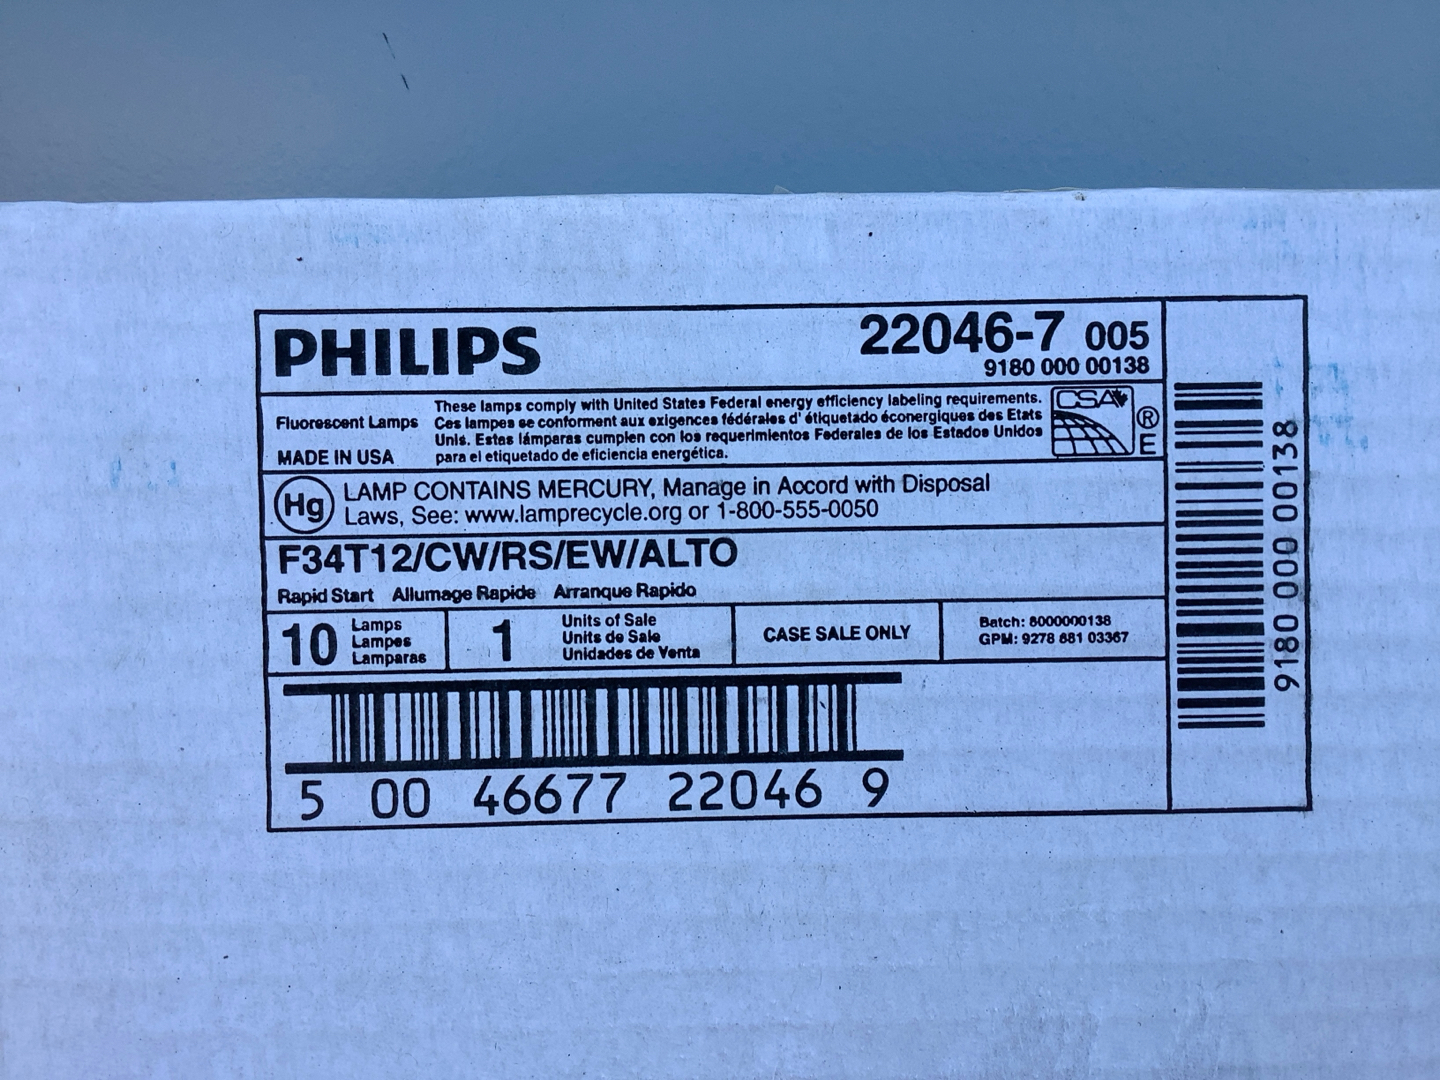 PHILIPS
22046-7 005
9180 000 00138
Fluorescent Lamps
MADE IN USA
These lamps comply with United States Federal energy efficiency labeling requirements.
Ces lampes se conforment aux exigences fédérales d' étiquetado éconergiques des Etats
Unis. Estas lámparas cumplen con los requerimientos Federales de los Estados Unidos
para el etiquetado de eficiencia energética.
CSA
®
E
Hg
LAMP CONTAINS MERCURY, Manage in Accord with Disposal
Laws, See: www.lamprecycle.org or 1-800-555-0050
F34T12/CW/RS/EW/ALTO
Rapid Start Allumage Rapide Arranque Rapido
10
Lamps
Lampes
Lamparas
1
Units of Sale
Units de Sale
Unidades de Venta
CASE SALE ONLY
Batch: 8000000138
GPM: 9278 881 03367
5 00 46677 22046 9
9180 000 00138